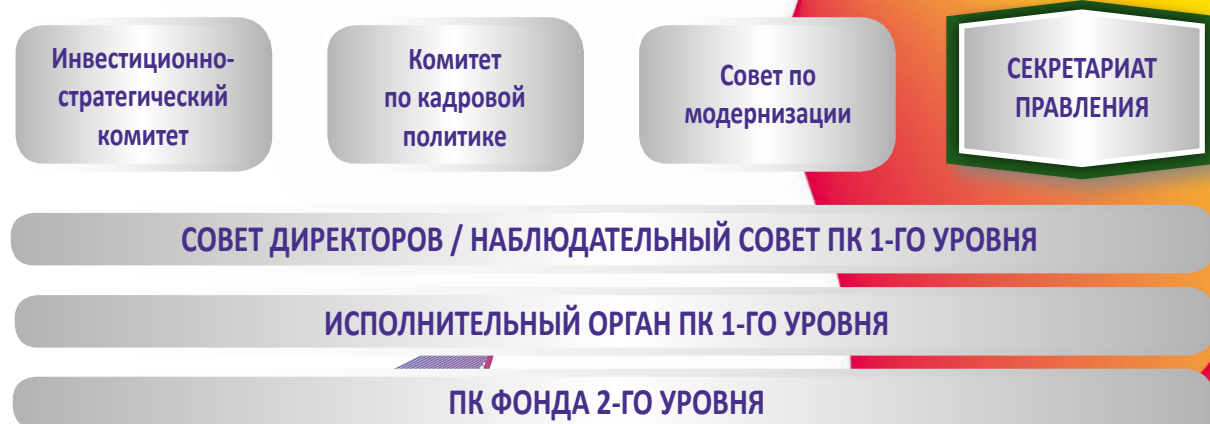 Инвестиционно-
стратегический
комитет
Комитет
по кадровой
политике
Совет по
модернизации
СЕКРЕТАРИАТ
ПРАВЛЕНИЯ
СОВЕТ ДИРЕКТОРОВ / НАБЛЮДАТЕЛЬНЫЙ СОВЕТ ПК 1-ГО УРОВНЯ
ИСПОЛНИТЕЛЬНЫЙ ОРГАН ПК 1-ГО УРОВНЯ
ПК ФОНДА 2-ГО УРОВНЯ